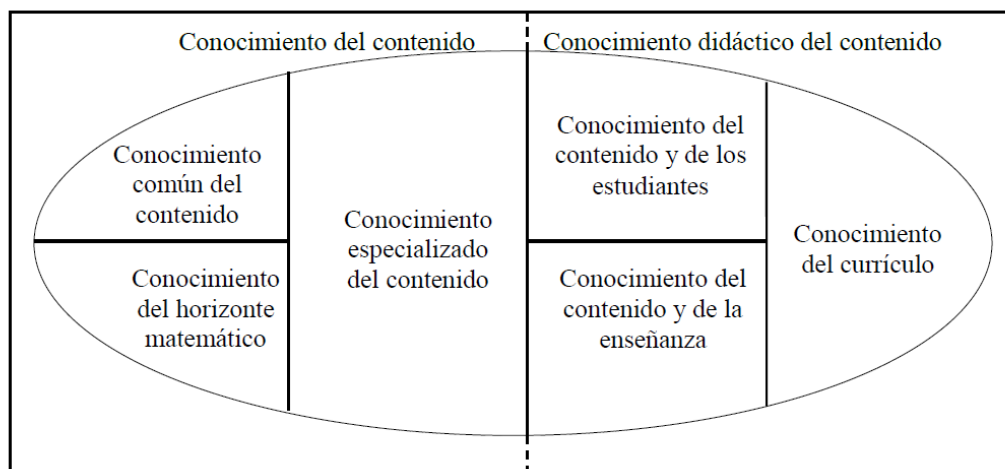 Conocimiento del contenido
Conocimiento didáctico del contenido
Conocimiento
común del
contenido
Conocimiento
del horizonte
matemático
Conocimiento
especializado
del contenido
Conocimiento del
contenido y de los
estudiantes
Conocimiento del
contenido y de la
enseñanza
Conocimiento
del currículo